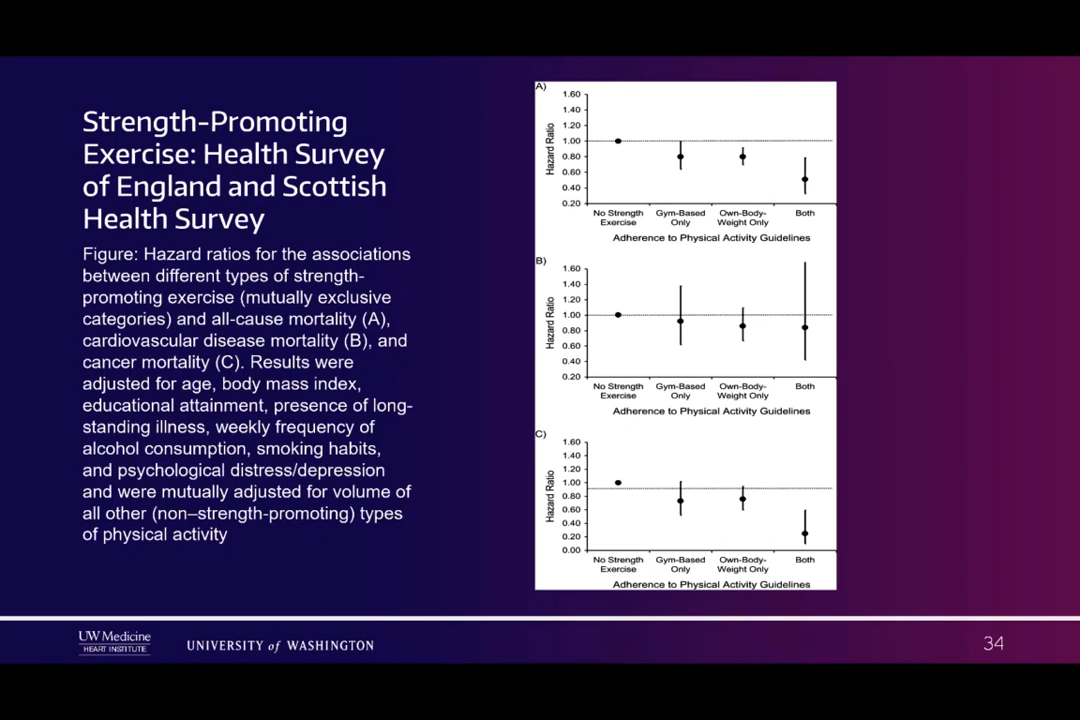 Strength-Promoting
Exercise: Health Survey
of England and Scottish
Health Survey
Figure: Hazard ratios for the associations
between different types of strength-
promoting exercise (mutually exclusive
categories) and all-cause mortality (A),
cardiovascular disease mortality (B), and
cancer mortality (C). Results were
adjusted for age, body mass index,
educational attainment, presence of long-
standing illness, weekly frequency of
alcohol consumption, smoking habits,
and psychological distress/depression
and were mutually adjusted for volume of
all other (non–strength-promoting) types
of physical activity
A)
Hazard Ratio
1.60
1.40
1.20
1.00
0.80
0.60
0.40
0.20
No Strength Gym-Based Own-Body- Both
Exercise Only Weight Only
Adherence to Physical Activity Guidelines
B)
Hazard Ratio
1.60
1.40
1.20
1.00
0.80
0.60
0.40
0.20
No Strength Gym-Based Own-Body- Both
Exercise Only Weight Only
Adherence to Physical Activity Guidelines
C)
Hazard Ratio
1.60
1.40
1.20
1.00
0.80
0.60
0.40
0.20
0.00
No Strength Gym-Based Own-Body- Both
Exercise Only Weight Only
Adherence to Physical Activity Guidelines
UW Medicine
HEART INSTITUTE
UNIVERSITY of WASHINGTON
34